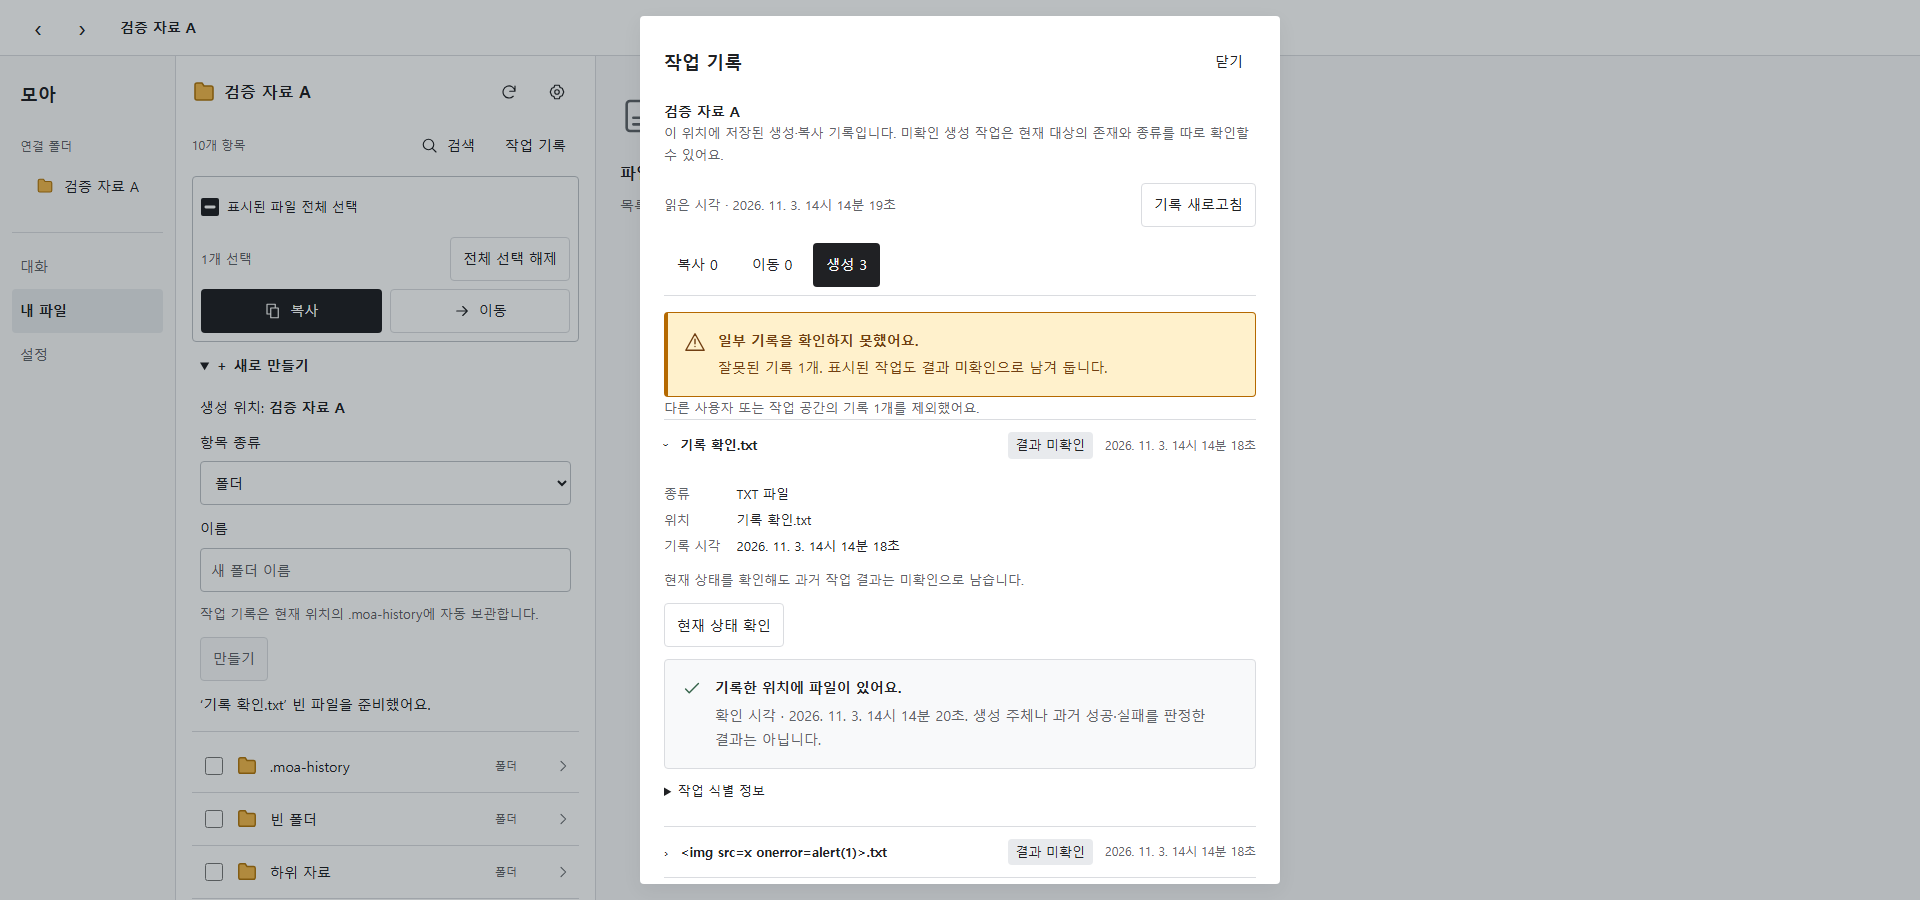 검증 자료 A
모아
연결 폴더
검증 자료 A
대화
내 파일
설정
검증 자료 A
10개 항목
검색
작업 기록
표시된 파일 전체 선택
1개 선택
전체 선택 해제
복사
이동
▼ + 새로 만들기
생성 위치: 검증 자료 A
항목 종류
폴더
이름
새 폴더 이름
작업 기록은 현재 위치의 .moa-history에 자동 보관합니다.
만들기
‘기록 확인.txt’ 빈 파일을 준비했어요.
.moa-history 폴더
빈 폴더 폴더
하위 자료 폴더
작업 기록
닫기
검증 자료 A
이 위치에 저장된 생성·복사 기록입니다. 미확인 생성 작업은 현재 대상의 존재와 종류를 따로 확인할
수 있어요.
읽은 시각 · 2026. 11. 3. 14시 14분 19초
기록 새로고침
복사 0
이동 0
생성 3
일부 기록을 확인하지 못했어요.
잘못된 기록 1개. 표시된 작업도 결과 미확인으로 남겨 둡니다.
다른 사용자 또는 작업 공간의 기록 1개를 제외했어요.
기록 확인.txt 결과 미확인 2026. 11. 3. 14시 14분 18초
종류 TXT 파일
위치 기록 확인.txt
기록 시각 2026. 11. 3. 14시 14분 18초
현재 상태를 확인해도 과거 작업 결과는 미확인으로 남습니다.
현재 상태 확인
기록한 위치에 파일이 있어요.
확인 시각 · 2026. 11. 3. 14시 14분 20초. 생성 주체나 과거 성공·실패를 판정한
결과는 아닙니다.
▶ 작업 식별 정보
<img src=x onerror=alert(1)>.txt 결과 미확인 2026. 11. 3. 14시 14분 18초